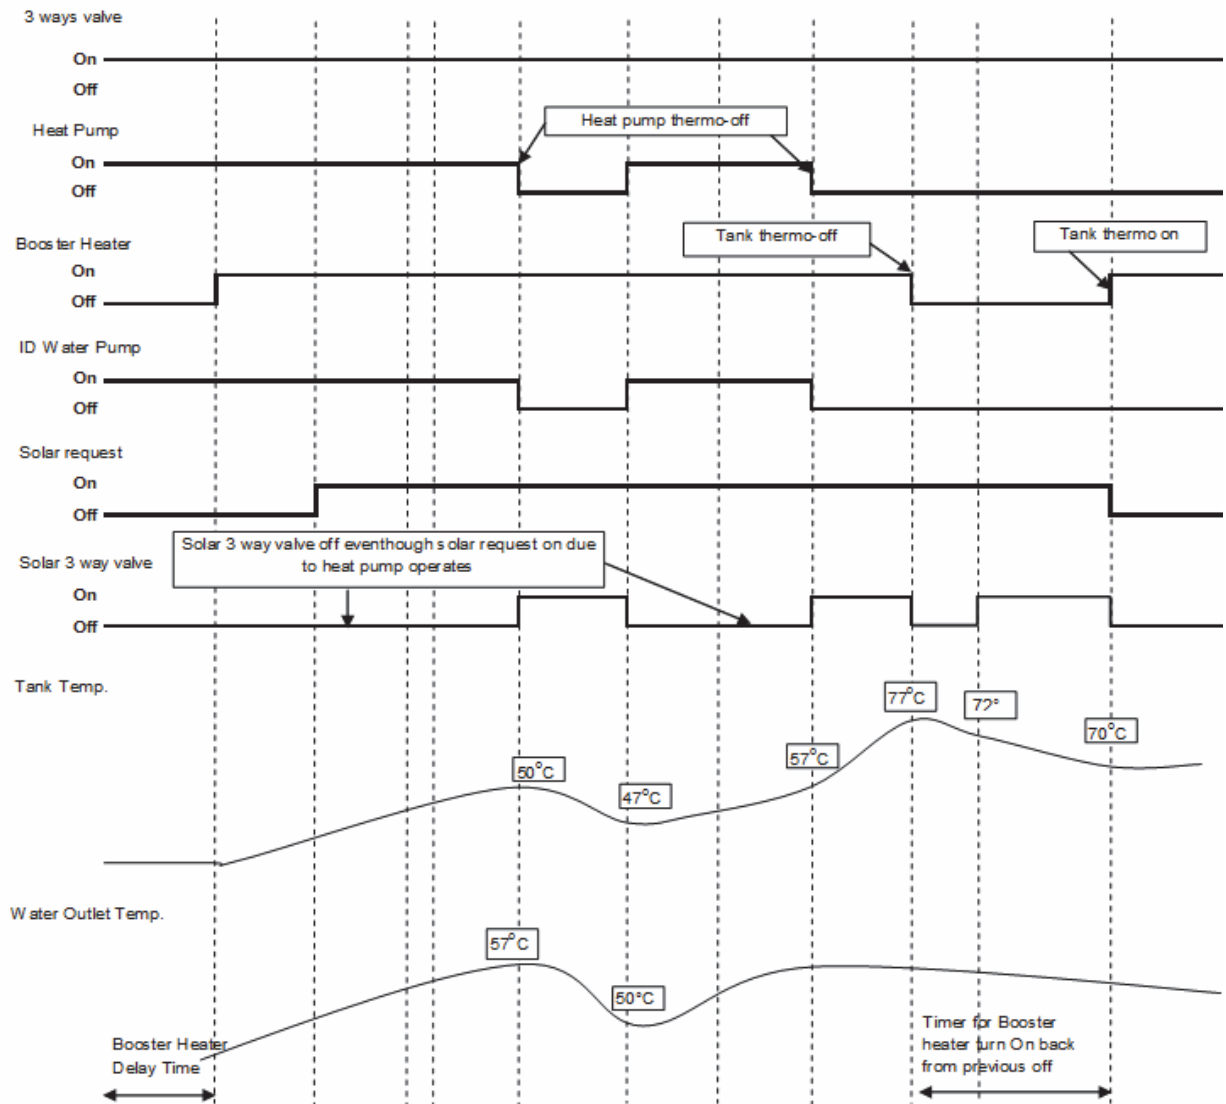 3 ways valve
On
Off
Heat Pump
Heat pump thermo-off
On
Off
Booster Heater
Tank thermo-off
Tank thermo on
On
Off
ID Water Pump
On
Off
Solar request
On
Off
Solar 3 way valve off eventhough solar request on due
to heat pump operates
Solar 3 way valve
On
Off
Tank Temp.
77°C
72°
70°C
57°C
50°C
47°C
Water Outlet Temp.
57°C
50°C
Booster Heater
Delay Time
Timer for Booster
heater turn On back
from previous off